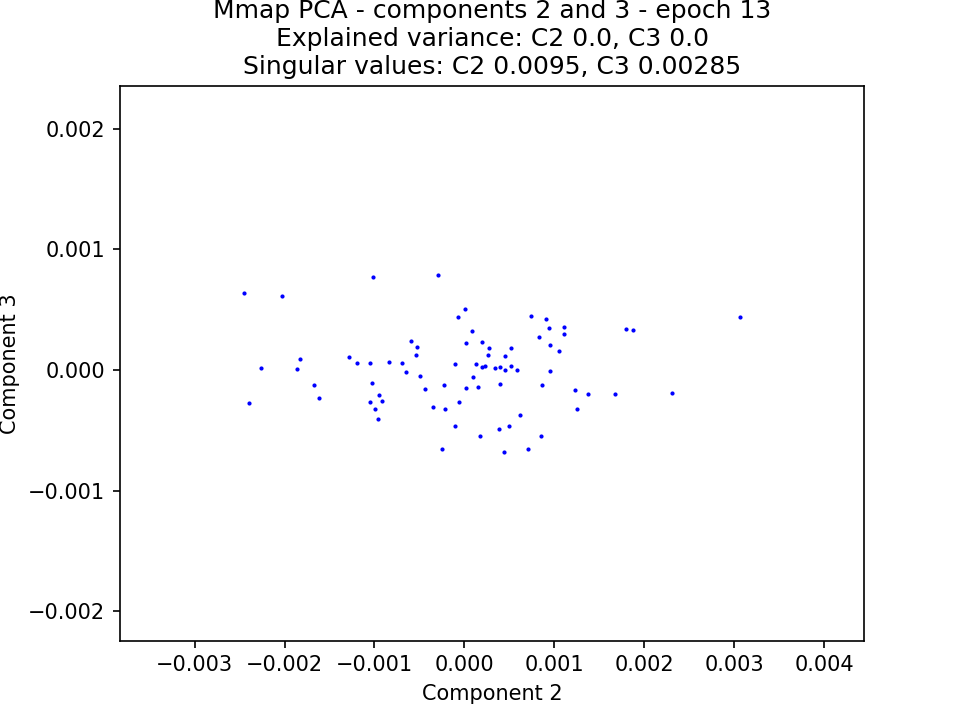 Mmap PCA - components 2 and 3 - epoch 13
Explained variance: C2 0.0, C3 0.0
Singular values: C2 0.0095, C3 0.00285
0.002
0.001
0.000
−0.001
−0.002
Component 3
−0.003 −0.002 −0.001 0.000 0.001 0.002 0.003 0.004
Component 2